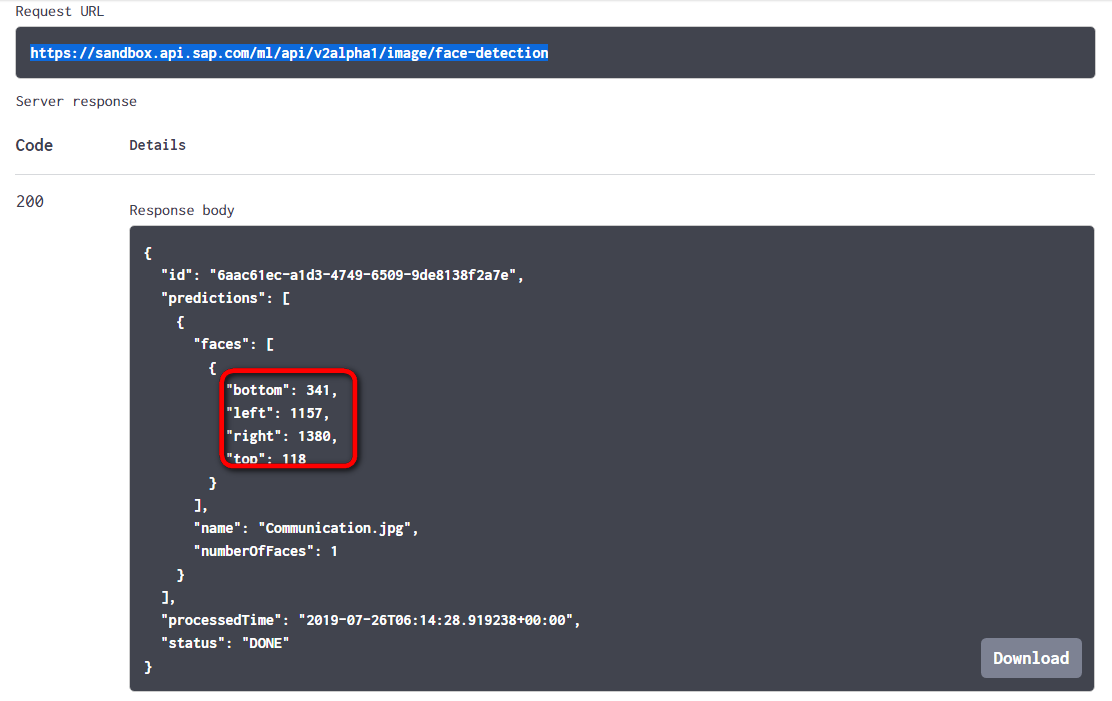 Request URL
https://sandbox.api.sap.com/ml/api/v2alpha1/image/face-detection
Server response
Code Details
200
Response body
{
"id": "6aac61ec-a1d3-4749-6509-9de8138f2a7e",
"predictions": [
{
"faces": [
{
"bottom": 341,
"left": 1157,
"right": 1380,
"top": 118
}
],
"name": "Communication.jpg",
"numberOfFaces": 1
}
],
"processedTime": "2019-07-26T06:14:28.919238+00:00",
"status": "DONE"
}
Download